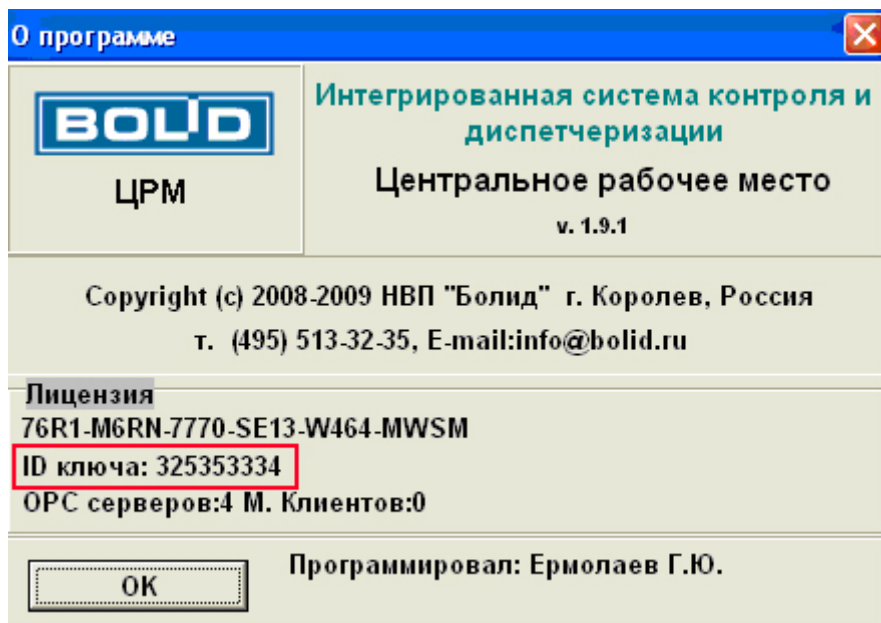 О программе
BOLID
ЦРМ
Интегрированная система контроля и
диспетчеризации
Центральное рабочее место
v. 1.9.1
Copyright (c) 2008-2009 НВП "Болид" г. Королев, Россия
т. (495) 513-32-35, E-mail:info@bolid.ru
Лицензия
76R1-M6RN-7770-SE13-W464-MWSM
ID ключа: 325353334
ОРС серверов:4 М. Клиентов:0
Программировал: Ермолаев Г.Ю.
OK